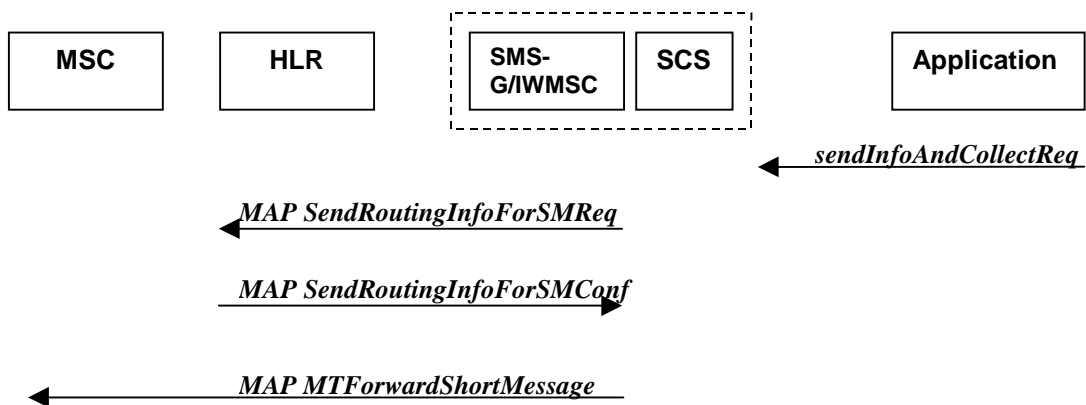 MSC
HLR
SMS-
G/IWMSC
SCS
Application
sendInfoAndCollectReq
MAP SendRoutingInfoForSMReq
MAP SendRoutingInfoForSMConf
MAP MTForwardShortMessage